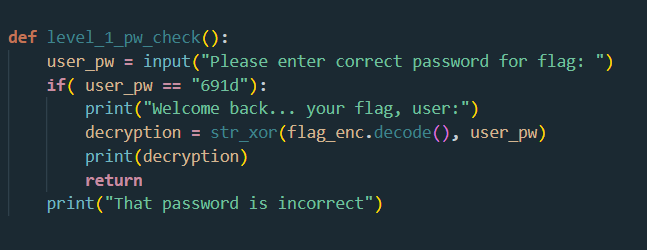 def level_1_pw_check():
    user_pw = input("Please enter correct password for flag: ")
    if( user_pw == "691d"):
        print("Welcome back... your flag, user:")
        decryption = str_xor(flag_enc.decode(), user_pw)
        print(decryption)
        return
    print("That password is incorrect")